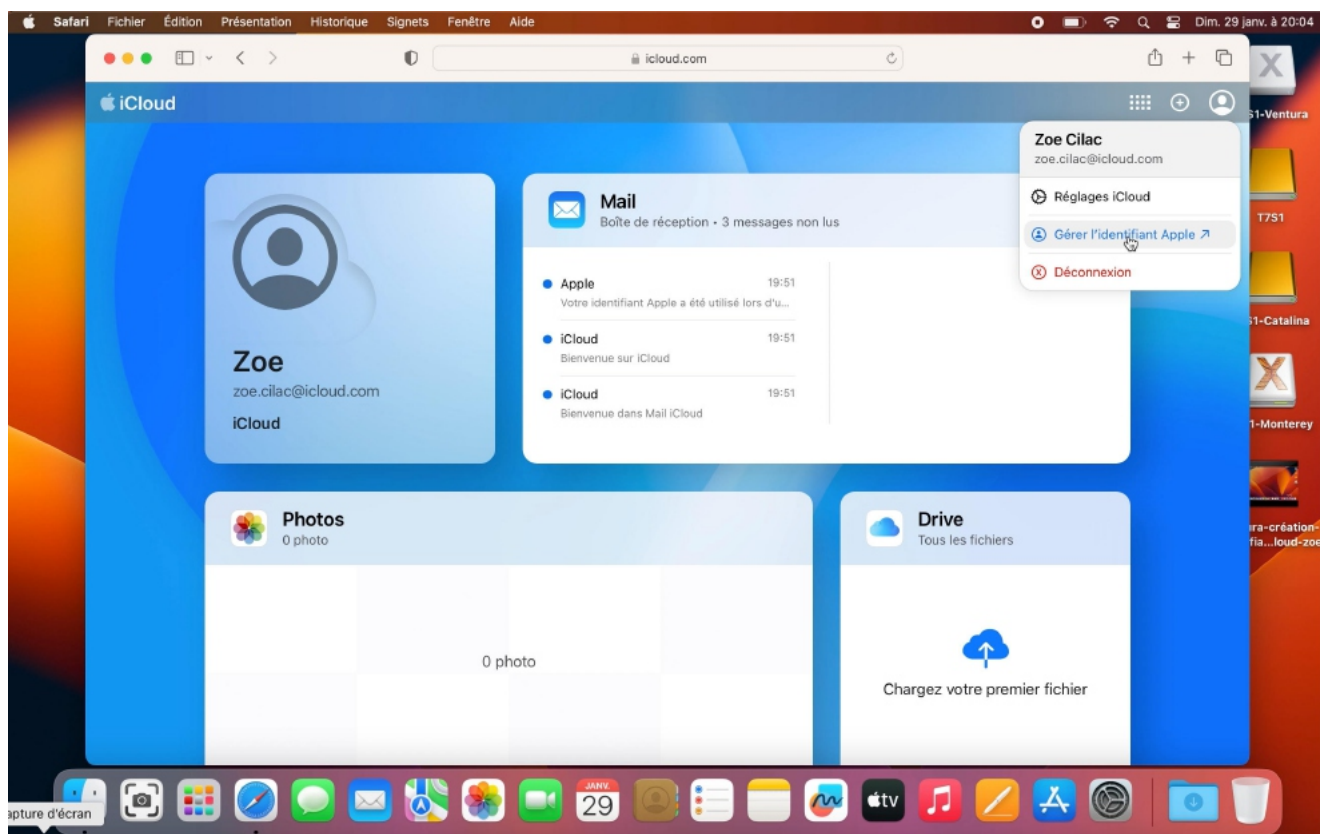 Safari Fichier Édition Présentation Historique Signets Fenêtre Aide
Dim. 29 janv. à 20:04
icloud.com
iCloud
Zoe Cilac
zoe.cilac@icloud.com
Réglages iCloud
Gérer l'identifiant Apple ↗
Déconnexion
Zoe
zoe.cilac@icloud.com
iCloud
Mail
Boîte de réception • 3 messages non lus
Apple 19:51
Votre identifiant Apple a été utilisé lors d'u...
iCloud 19:51
Bienvenue sur iCloud
iCloud 19:51
Bienvenue dans Mail iCloud
Photos
0 photo
0 photo
Drive
Tous les fichiers
Chargez votre premier fichier
S1-Ventura
T7S1
S1-Catalina
1-Monterey
ra-création-
fia...loud-zoe
JANV.
29
tv
apture d'écran